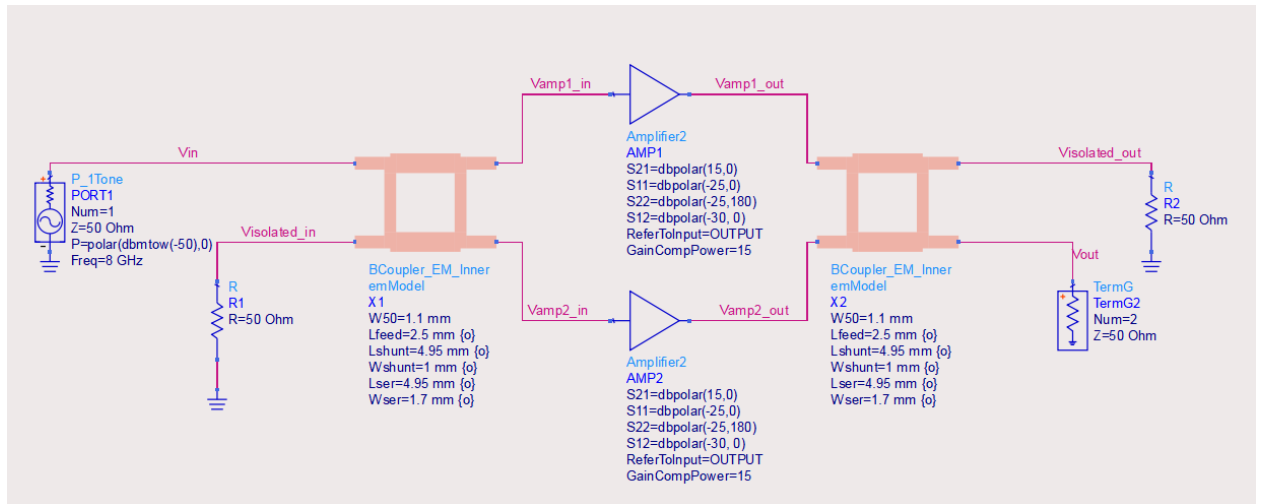 Vamp1_in
Vamp1_out
Amplifier2
AMP1
S21=dbpolar(15,0)
S11=dbpolar(-25,0)
S22=dbpolar(-25,180)
S12=dbpolar(-30, 0)
ReferToInput=OUTPUT
GainCompPower=15
Vin
P_1Tone
PORT1
Num=1
Z=50 Ohm
P=polar(dbmtow(-50),0)
Freq=8 GHz
Visolated_in
R
R1
R=50 Ohm
BCoupler_EM_Inner
emModel
X1
W50=1.1 mm
Lfeed=2.5 mm {o}
Lshunt=4.95 mm {o}
Wshunt=1 mm {o}
Lser=4.95 mm {o}
Wser=1.7 mm {o}
Vamp2_in
Vamp2_out
Amplifier2
AMP2
S21=dbpolar(15,0)
S11=dbpolar(-25,0)
S22=dbpolar(-25,180)
S12=dbpolar(-30, 0)
ReferToInput=OUTPUT
GainCompPower=15
BCoupler_EM_Inner
emModel
X2
W50=1.1 mm
Lfeed=2.5 mm {o}
Lshunt=4.95 mm {o}
Wshunt=1 mm {o}
Lser=4.95 mm {o}
Wser=1.7 mm {o}
Visolated_out
R
R2
R=50 Ohm
Vout
TermG
TermG2
Num=2
Z=50 Ohm